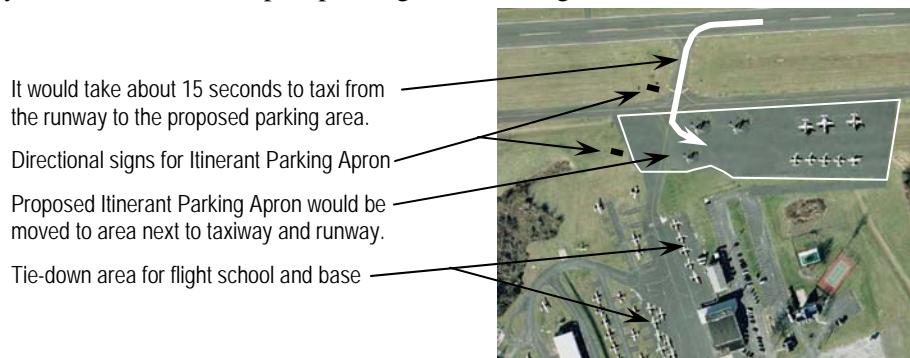 It would take about 15 seconds to taxi from
the runway to the proposed parking area.
Directional signs for Itinerant Parking Apron
Proposed Itinerant Parking Apron would be
moved to area next to taxiway and runway.
Tie-down area for flight school and base